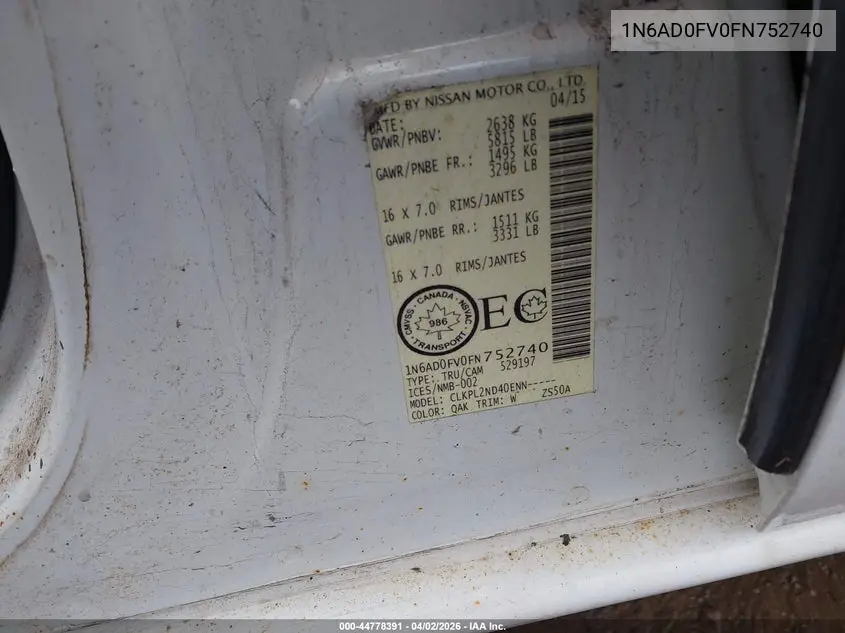 1N6AD0FV0FN752740
MFD BY NISSAN MOTOR CO., LTD.
DATE: 04/15
GVWR/PNBV: 2638 KG
5815 LB
GAWR/PNBE FR.: 1495 KG
3296 LB
16 X 7.0 RIMS/JANTES
GAWR/PNBE RR.: 1511 KG
3331 LB
16 X 7.0 RIMS/JANTES
CANADA
CMVSS · NSVAC
986
TRANSPORT
EC
1N6AD0FV0FN752740
TYPE: TRU/CAM 529197
ICES/NMB-002
MODEL: CLKPL2ND40ENN-----
COLOR: QAK TRIM: W ZS50A
000-44778391 - 04/02/2026 - IAA Inc.